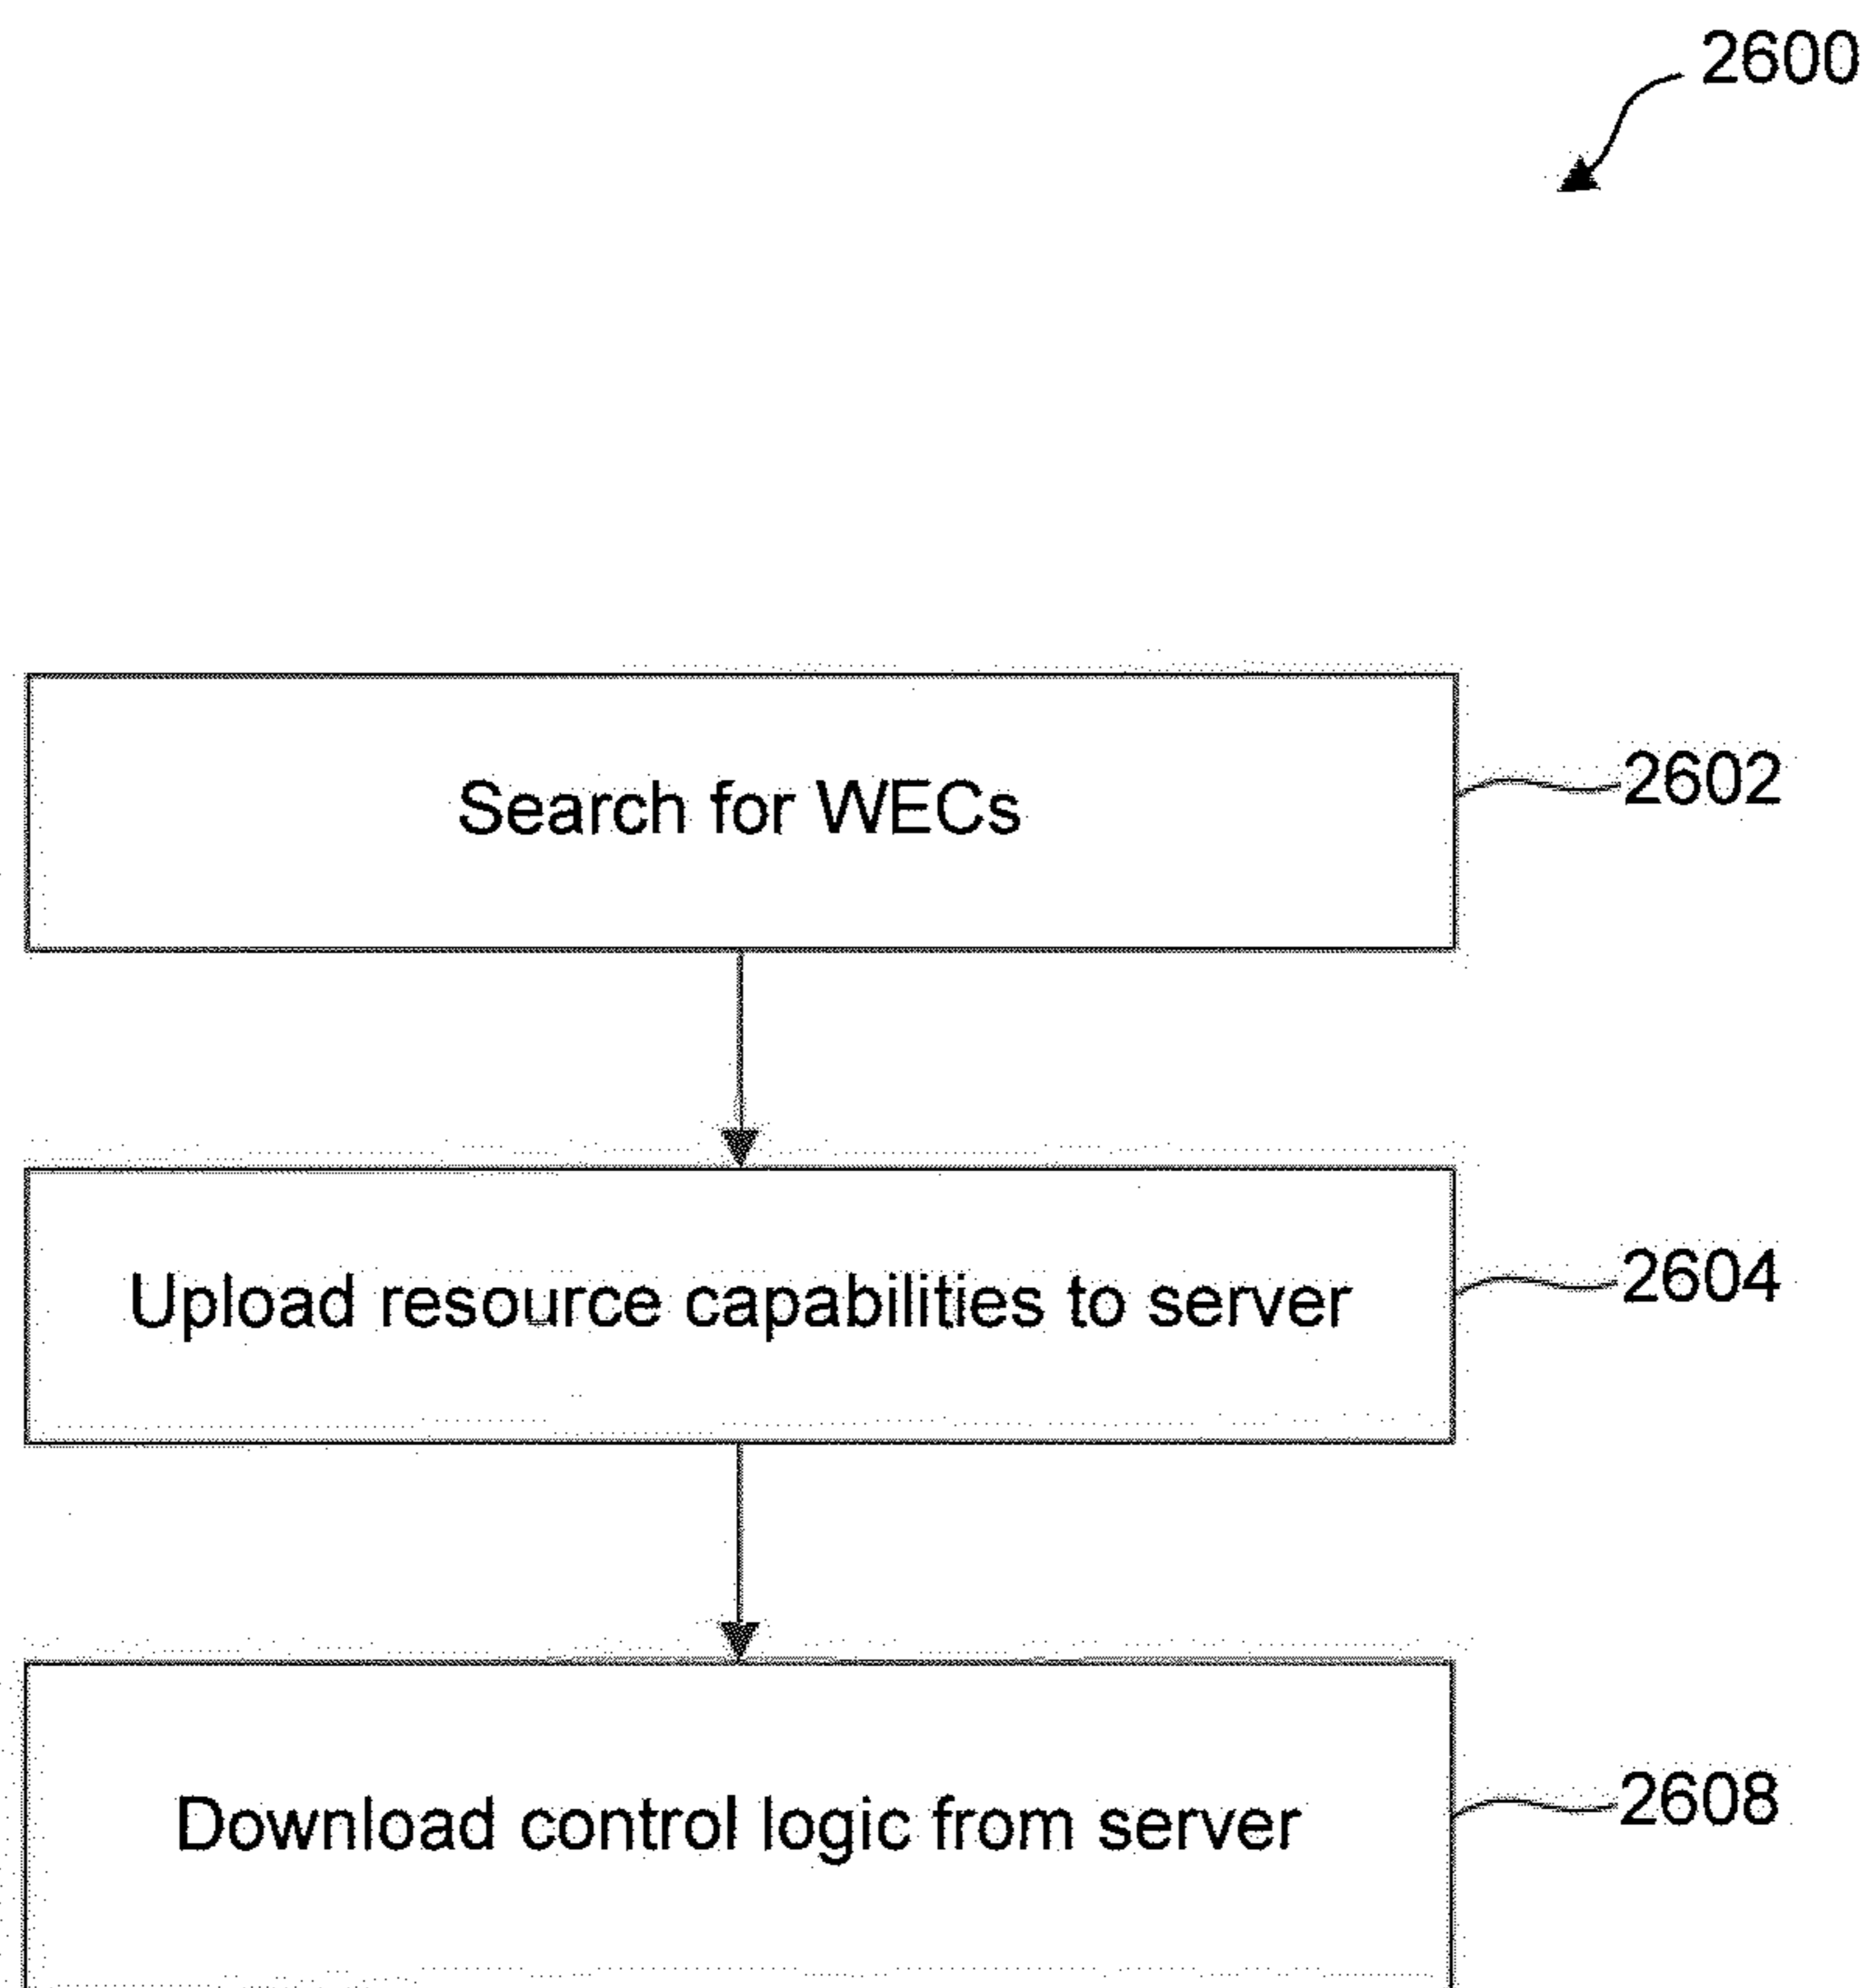 2600
Search for WECs
2602
Upload resource capabilities to server
2604
Download control logic from server
2608